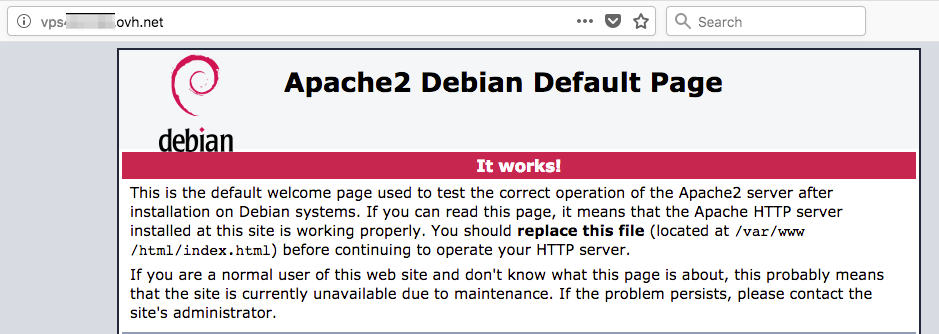 vps4 .ovh.net
Search
debian
Apache2 Debian Default Page
It works!
This is the default welcome page used to test the correct operation of the Apache2 server after
installation on Debian systems. If you can read this page, it means that the Apache HTTP server
installed at this site is working properly. You should replace this file (located at /var/www
/html/index.html) before continuing to operate your HTTP server.
If you are a normal user of this web site and don't know what this page is about, this probably means
that the site is currently unavailable due to maintenance. If the problem persists, please contact the
site's administrator.